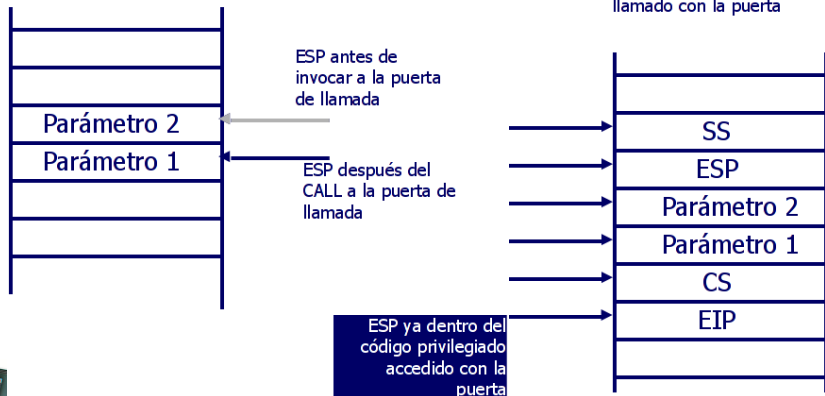 llamado con la puerta
ESP antes de
invocar a la puerta
de llamada
Parámetro 2
Parámetro 1
ESP después del
CALL a la puerta de
llamada
SS
ESP
Parámetro 2
Parámetro 1
CS
EIP
ESP ya dentro del
código privilegiado
accedido con la
puerta